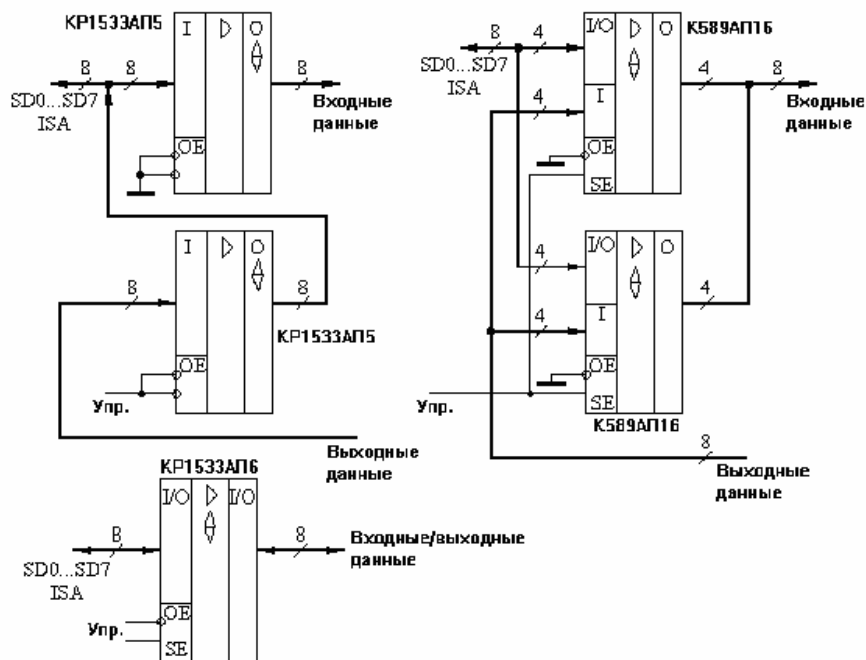 КР1533АП5
I
O
8
8
8
SD0...SD7
ISA
Входные
данные
OE
I
O
8
8
КР1533АП5
OE
Упр.
Выходные
данные
КР1533АП6
I/O
I/O
8
8
SD0...SD7
ISA
Входные/выходные
данные
OE
Упр.
SE
I/O
O
К589АП16
8
4
4
8
SD0...SD7
ISA
Входные
данные
4
I
OE
SE
I/O
O
4
4
4
I
OE
Упр.
SE
К589АП16
8
Выходные
данные